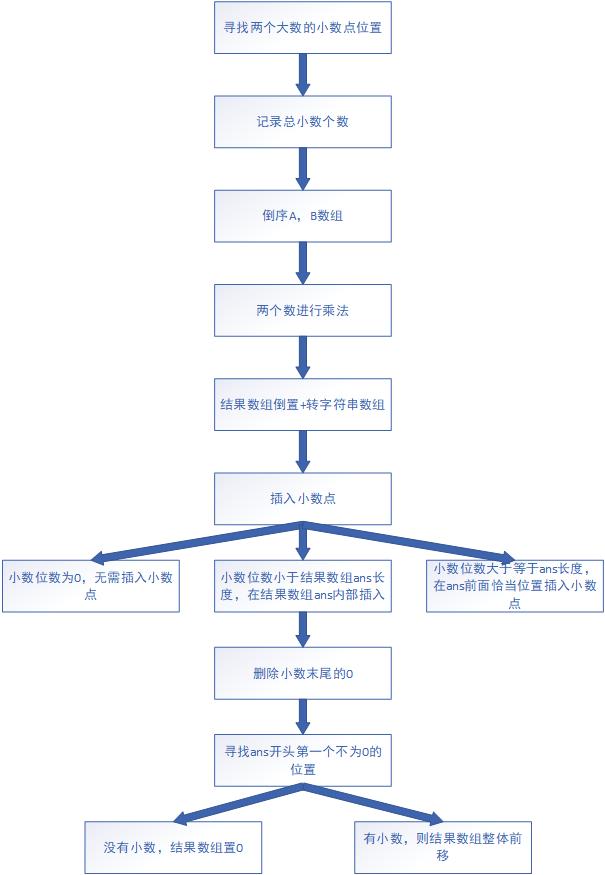 寻找两个大数的小数点位置
记录总小数个数
倒序A，B数组
两个数进行乘法
结果数组倒置+转字符串数组
插入小数点
小数位数为0，无需插入小数
点
小数位数小于结果数组ans长
度，在结果数组ans内部插入
小数位数大于等于ans长度，
在ans前面恰当位置插入小数
点
删除小数末尾的0
寻找ans开头第一个不为0的
位置
没有小数，结果数组置0
有小数，则结果数组整体前
移